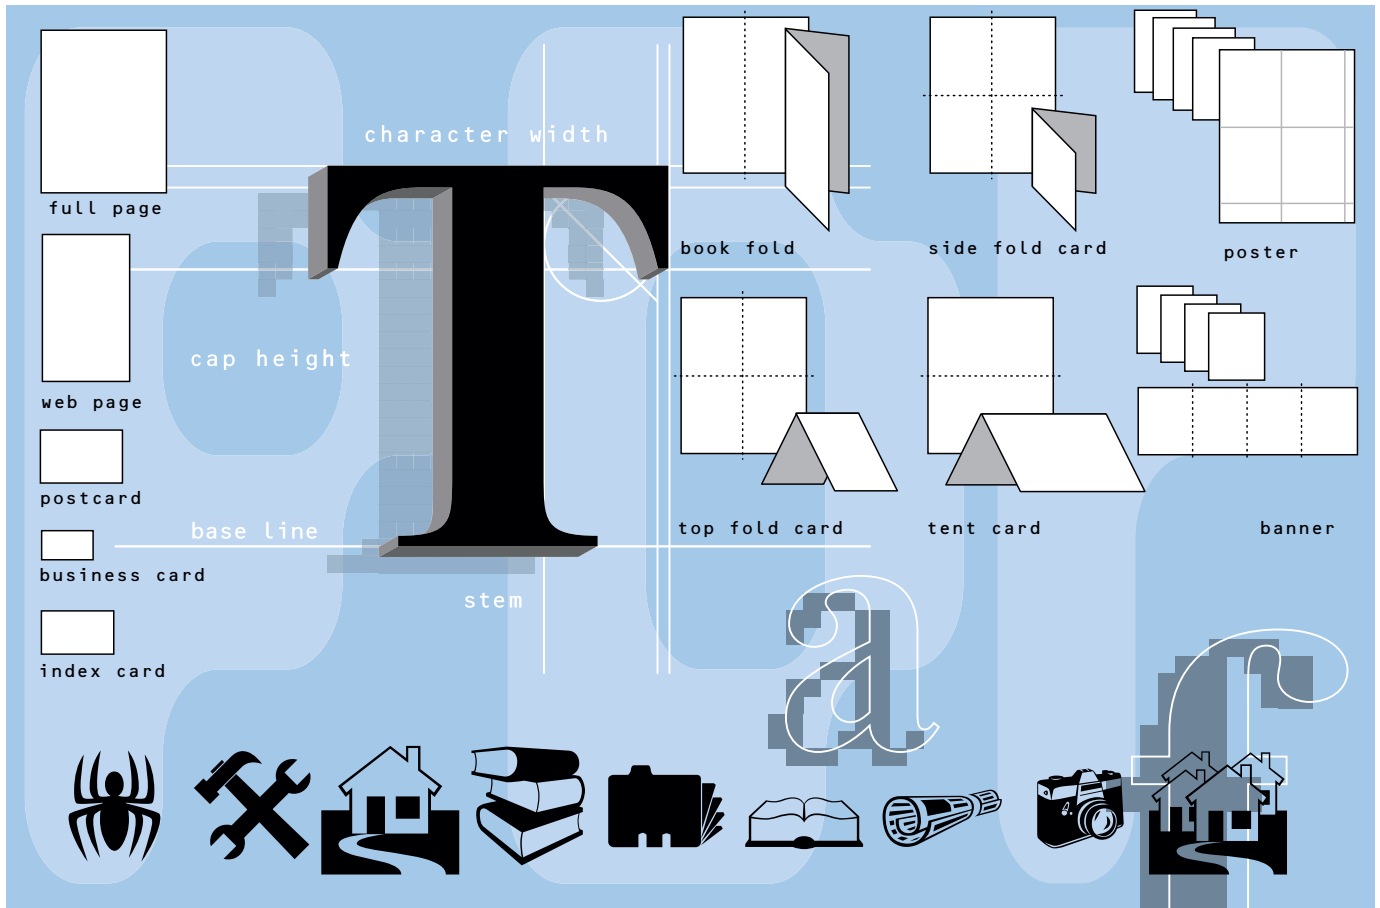 character width
full page
book fold
side fold card
poster
cap height
web page
postcard
base line
top fold card
tent card
banner
business card
stem
index card
T
a
r